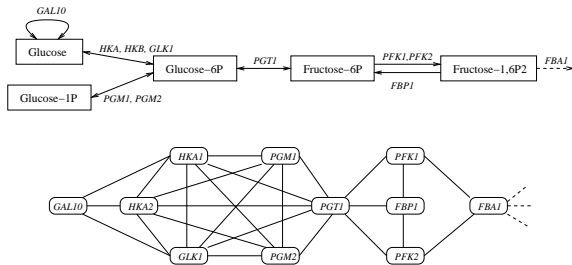 GAL10
Glucose
HKA, HKB, GLK1
Glucose−6P
PGT1
Fructose−6P
PFK1,PFK2
FBP1
Fructose−1,6P2
FBA1
Glucose−1P
PGM1, PGM2
HKA1
PGM1
PFK1
GAL10
HKA2
PGT1
FBP1
FBA1
GLK1
PGM2
PFK2